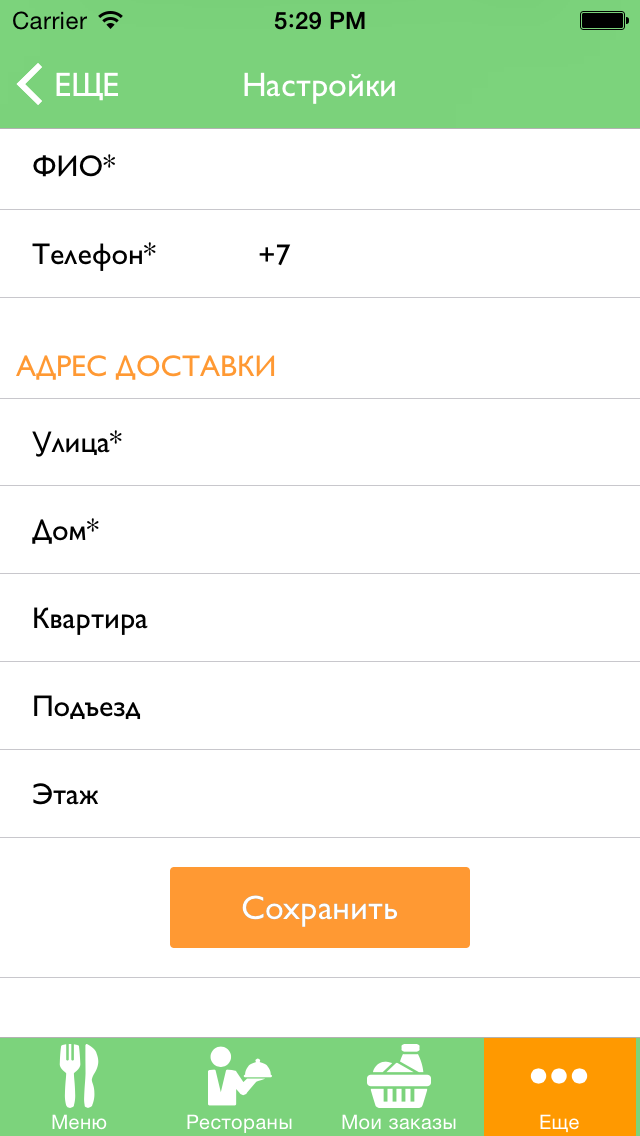 Carrier 5:29 PM
ЕЩЕ Настройки
ФИО*
Телефон* +7
АДРЕС ДОСТАВКИ
Улица*
Дом*
Квартира
Подъезд
Этаж
Сохранить
Меню Рестораны Мои заказы Еще